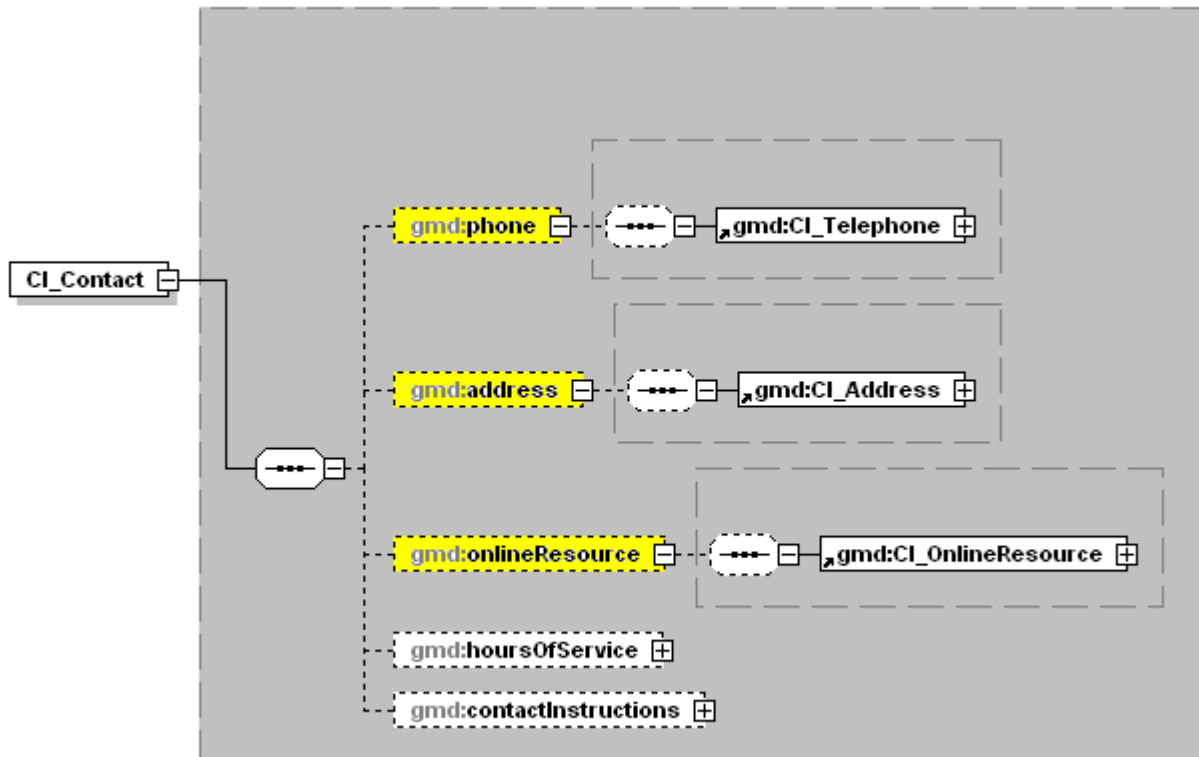 gmd:phone
gmd:CI_Telephone
CI_Contact
gmd:address
gmd:CI_Address
gmd:onlineResource
gmd:CI_OnlineResource
gmd:hoursOfService
gmd:contactInstructions